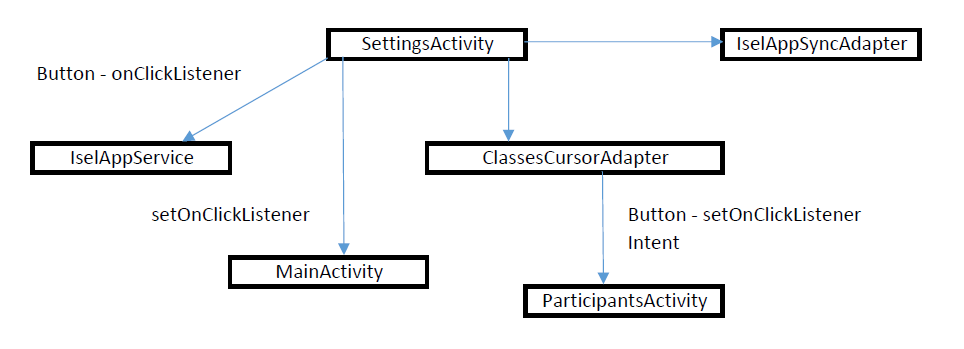 SettingsActivity
IselAppSyncAdapter
Button - onClickListener
IselAppService
ClassesCursorAdapter
setOnClickListener
Button - setOnClickListener
Intent
MainActivity
ParticipantsActivity